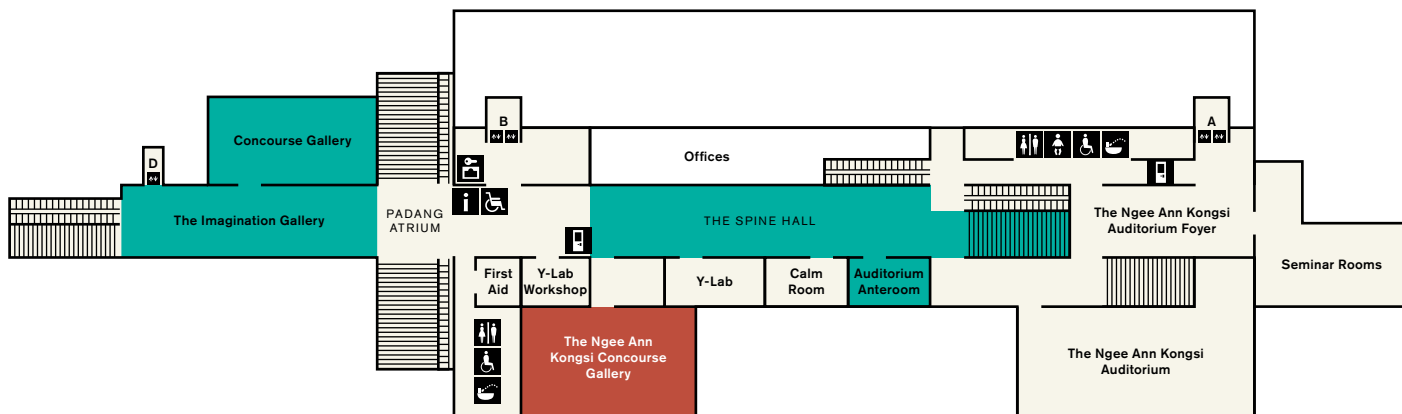 B
A
Concourse Gallery
D
Offices
The Imagination Gallery
PADANG
ATRIUM
i
THE SPINE HALL
The Ngee Ann Kongsi
Auditorium Foyer
Seminar Rooms
First
Aid
Y-Lab
Workshop
Y-Lab
Calm
Room
Auditorium
Anteroom
The Ngee Ann
Kongsi Concourse
Gallery
The Ngee Ann Kongsi
Auditorium